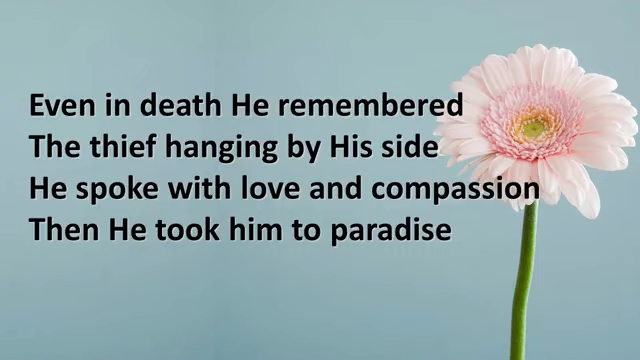 Even in death He remembered
The thief hanging by His side
He spoke with love and compassion
Then He took him to paradise